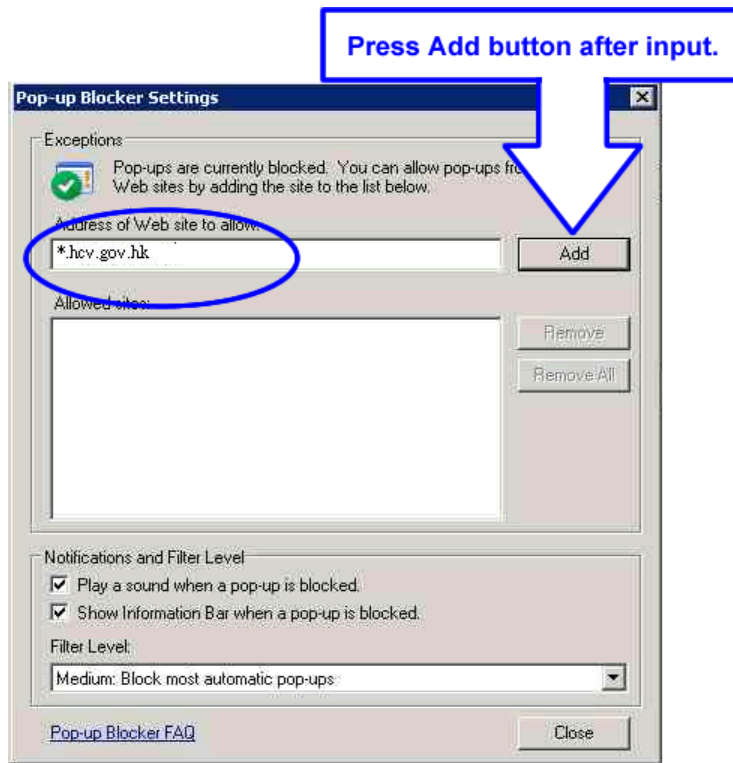 Press Add button after input.
Pop-up Blocker Settings
Exceptions
Pop-ups are currently blocked. You can allow pop-ups
Web sites by adding the site to the list below.
Address of Web site to allow:
*.hcv.gov.hk
Add
Allowed sites:
Remove
Remove All
Notifications and Filter Level
Play a sound when a pop-up is blocked.
Show Information Bar when a pop-up is blocked.
Filter Level:
Medium: Block most automatic pop-ups
Pop-up Blocker FAQ
Close